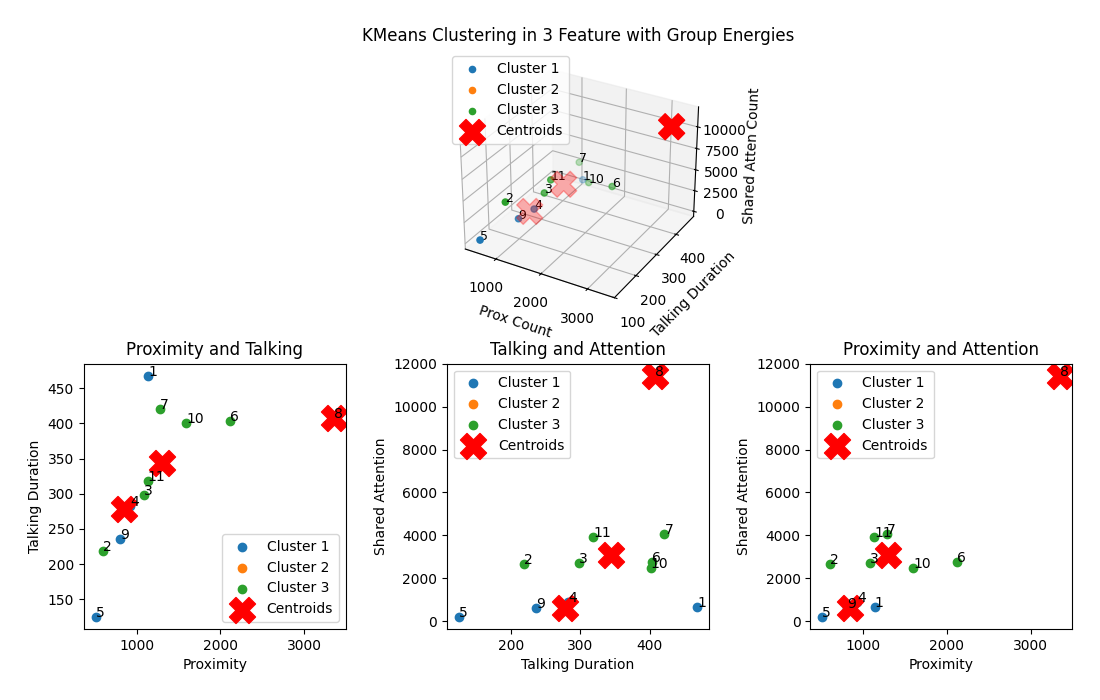 KMeans Clustering in 3 Feature with Group Energies
Cluster 1
Cluster 2
Cluster 3
Centroids
7
11
1
10
6
3
2
4
9
5
10000
7500
5000
2500
0
Shared Atten Count
400
300
200
100
Talking Duration
1000
2000
3000
Prox Count
Proximity and Talking
450
400
350
300
250
200
150
Talking Duration
1
7
10
6
8
11
3
4
9
2
5
Cluster 1
Cluster 2
Cluster 3
Centroids
1000
2000
3000
Proximity
Talking and Attention
12000
10000
8000
6000
4000
2000
0
Shared Attention
Cluster 1
Cluster 2
Cluster 3
Centroids
8
11
7
2
3
6
10
4
9
1
5
200
300
400
Talking Duration
Proximity and Attention
12000
10000
8000
6000
4000
2000
0
Shared Attention
Cluster 1
Cluster 2
Cluster 3
Centroids
8
11
7
2
3
6
10
4
9
1
5
1000
2000
3000
Proximity